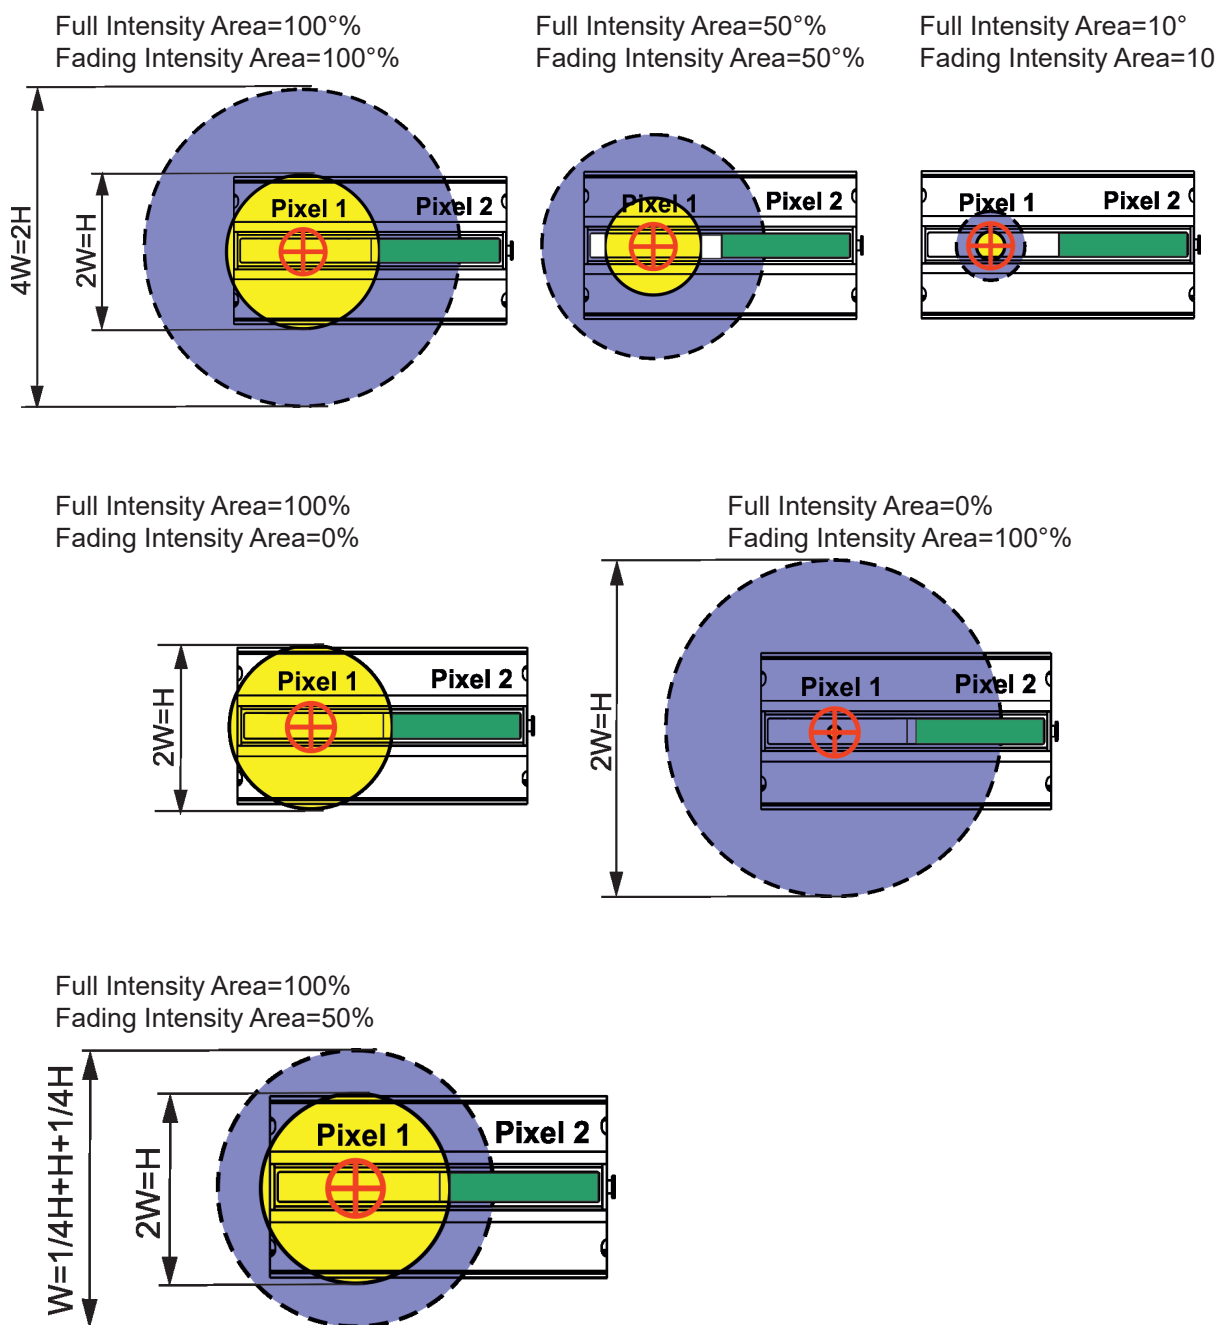 Full Intensity Area=100°%
Fading Intensity Area=100°%
Full Intensity Area=50°%
Fading Intensity Area=50°%
Full Intensity Area=10°
Fading Intensity Area=10
4W=2H
2W=H
Pixel 1
Pixel 2
Pixel 1
Pixel 2
Pixel 1
Pixel 2
Full Intensity Area=100%
Fading Intensity Area=0%
Full Intensity Area=0%
Fading Intensity Area=100°%
2W=H
Pixel 1
Pixel 2
2W=H
Pixel 1
Pixel 2
Full Intensity Area=100%
Fading Intensity Area=50%
W=1/4H+H+1/4H
2W=H
Pixel 1
Pixel 2